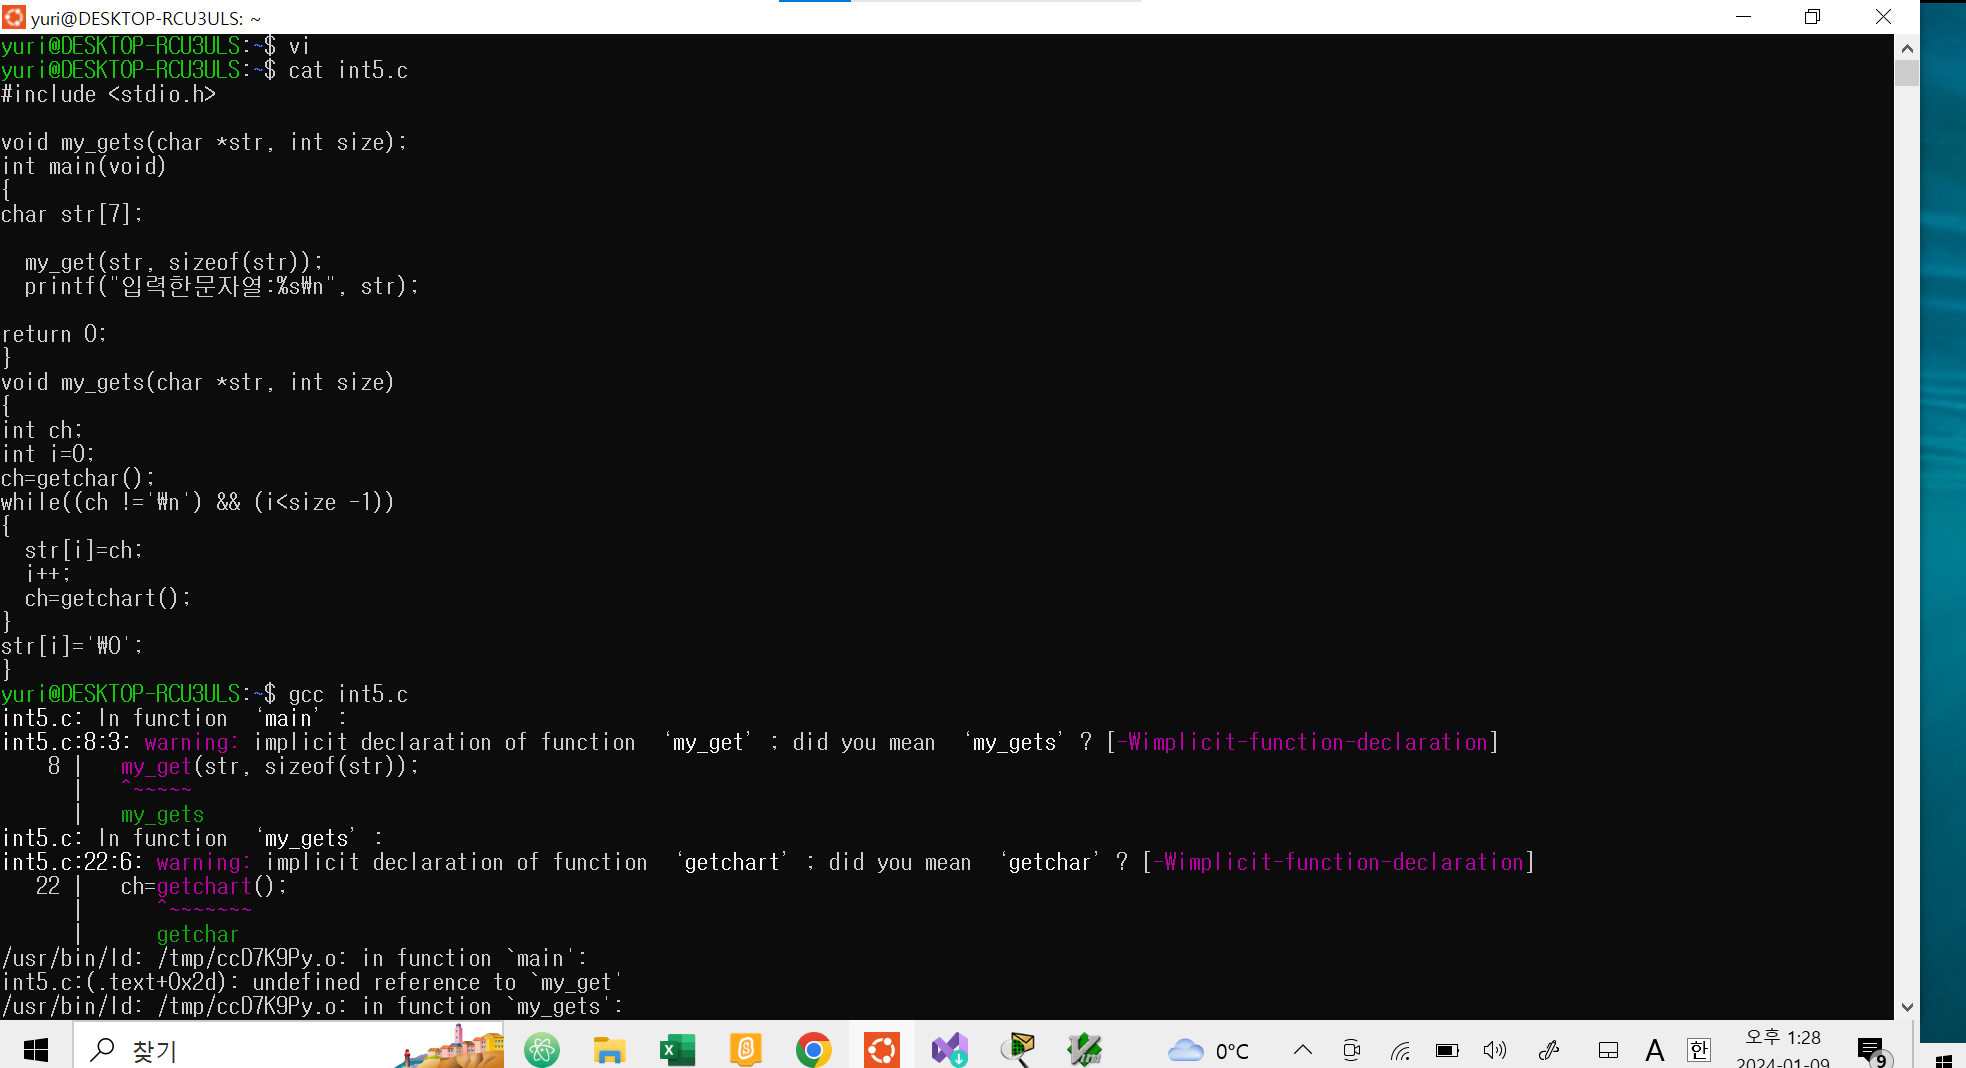 yuri@DESKTOP-RCU3ULS: ~
yuri@DESKTOP-RCU3ULS:~$ vi
yuri@DESKTOP-RCU3ULS:~$ cat int5.c
#include <stdio.h>
void my_gets(char *str, int size);
int main(void)
{
char str[7];
  my_get(str, sizeof(str));
  printf("입력한문자열:%s₩n", str);
return 0;
}
void my_gets(char *str, int size)
{
int ch;
int i=0;
ch=getchar();
while((ch !='₩n') && (i<size -1))
{
  str[i]=ch;
  i++;
  ch=getchart();
}
str[i]='₩0';
}
yuri@DESKTOP-RCU3ULS:~$ gcc int5.c
int5.c: In function ‘main’:
int5.c:8:3: warning: implicit declaration of function ‘my_get’; did you mean ‘my_gets’? [-Wimplicit-function-declaration]
    8 |   my_get(str, sizeof(str));
      |   ^~~~~~
      |   my_gets
int5.c: In function ‘my_gets’:
int5.c:22:6: warning: implicit declaration of function ‘getchart’; did you mean ‘getchar’? [-Wimplicit-function-declaration]
   22 |   ch=getchart();
      |      ^~~~~~~~
      |      getchar
/usr/bin/ld: /tmp/ccD7K9Py.o: in function `main':
int5.c:(.text+0x2d): undefined reference to `my_get'
/usr/bin/ld: /tmp/ccD7K9Py.o: in function `my_gets':
찾기
0°C
A
한
오후 1:28
2024-01-09
9